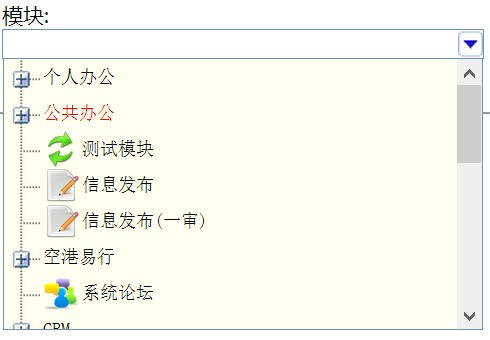 模块:
个人办公
公共办公
测试模块
信息发布
信息发布(一审)
空港易行
系统论坛
CRM